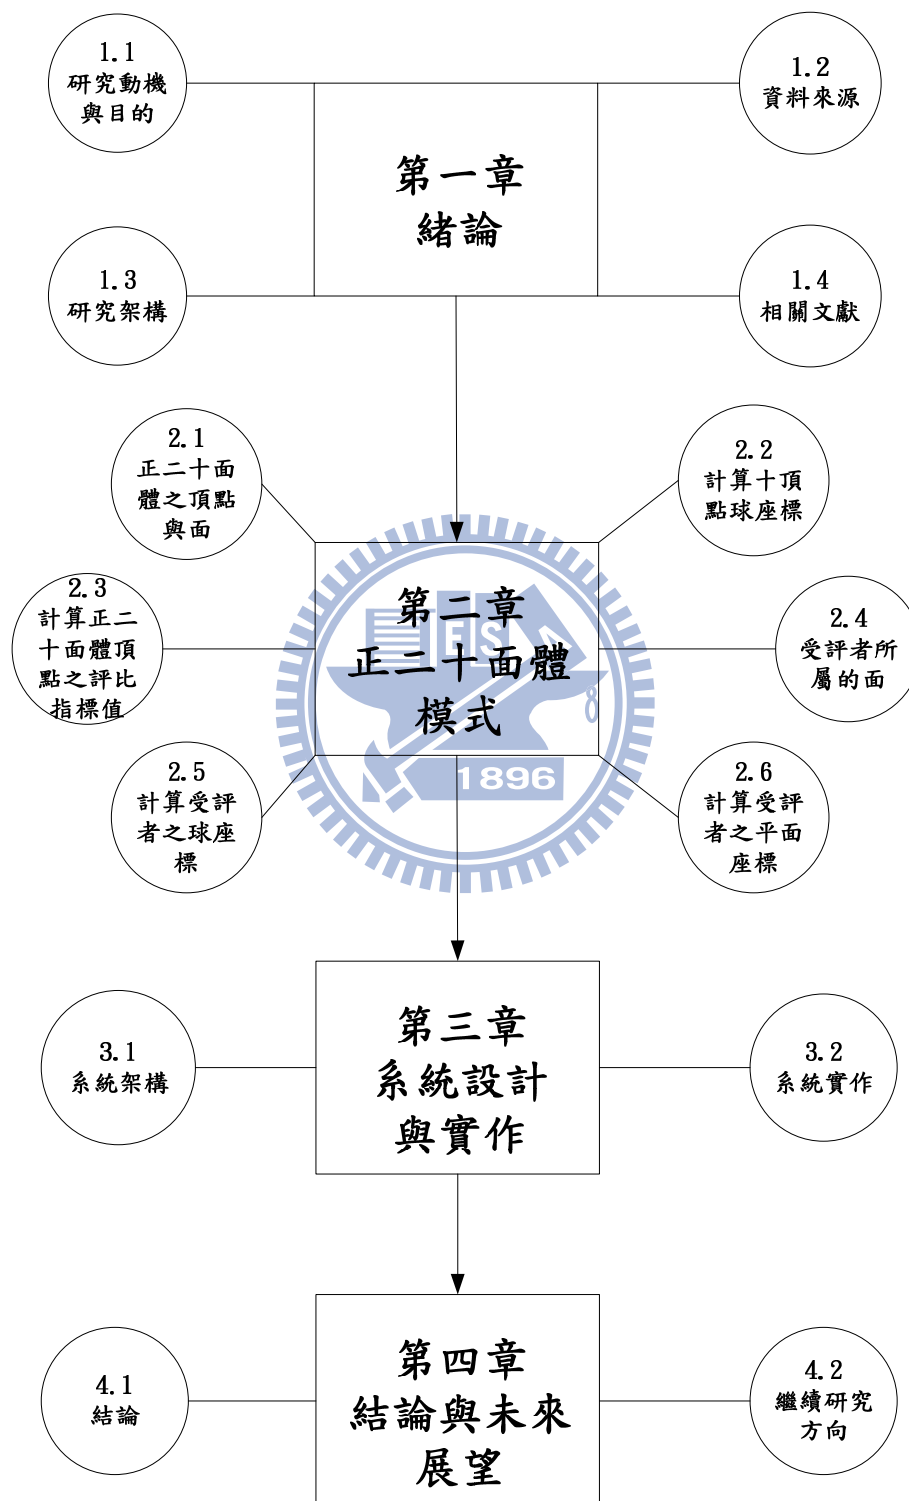 1.1
研究動機
與目的
1.2
資料來源
第一章
緒論
1.3
研究架構
1.4
相關文獻
2.1
正二十面
體之頂點
與面
2.2
計算十頂
點球座標
2.3
計算正二
十面體頂
點之評比
指標值
第二章
正二十面體
模式
ES
1896
2.4
受評者所
屬的面
2.5
計算受評
者之球座
標
2.6
計算受評
者之平面
座標
3.1
系統架構
第三章
系統設計
與實作
3.2
系統實作
4.1
結論
第四章
結論與未來
展望
4.2
繼續研究
方向